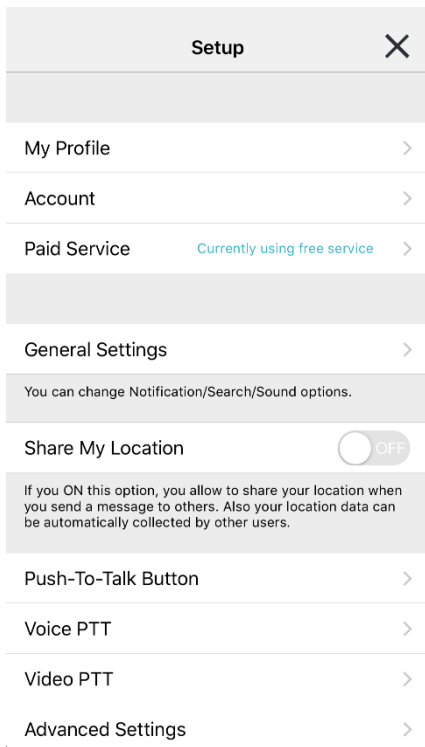 Setup
My Profile
Account
Paid Service Currently using free service
General Settings
You can change Notification/Search/Sound options.
Share My Location OFF
If you ON this option, you allow to share your location when
you send a message to others. Also your location data can
be automatically collected by other users.
Push-To-Talk Button
Voice PTT
Video PTT
Advanced Settings